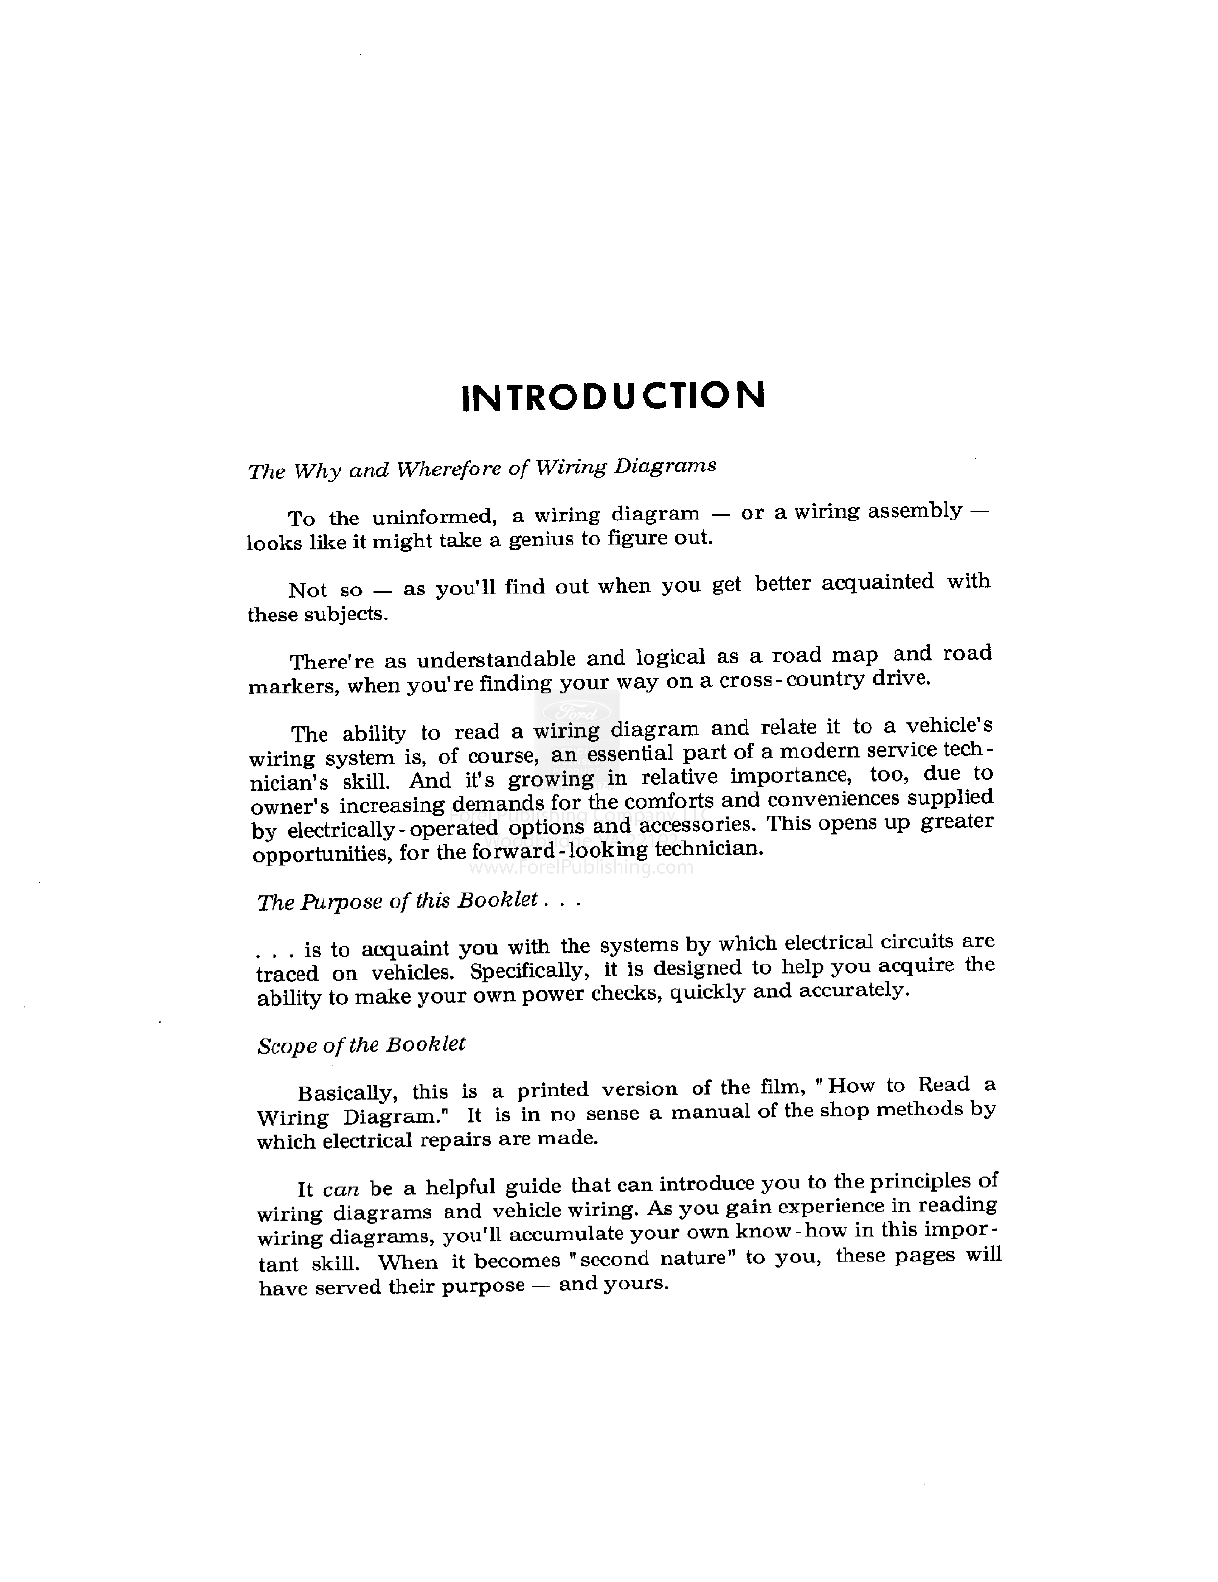 INTRODUCTION
The Why and Wherefore of Wiring Diagrams
To the uninformed, a wiring diagram — or a wiring assembly —
looks like it might take a genius to figure out.
Not so — as you'll find out when you get better acquainted with
these subjects.
There're as understandable and logical as a road map and road
markers, when you're finding your way on a cross-country drive.
The ability to read a wiring diagram and relate it to a vehicle's
wiring system is, of course, an essential part of a modern service tech-
nician's skill. And it's growing in relative importance, too, due to
owner's increasing demands for the comforts and conveniences supplied
by electrically-operated options and accessories. This opens up greater
opportunities, for the forward-looking technician.
Ford
www.ForelPublishing.com
The Purpose of this Booklet . . .
. . . is to acquaint you with the systems by which electrical circuits are
traced on vehicles. Specifically, it is designed to help you acquire the
ability to make your own power checks, quickly and accurately.
Scope of the Booklet
Basically, this is a printed version of the film, "How to Read a
Wiring Diagram." It is in no sense a manual of the shop methods by
which electrical repairs are made.
It can be a helpful guide that can introduce you to the principles of
wiring diagrams and vehicle wiring. As you gain experience in reading
wiring diagrams, you'll accumulate your own know-how in this impor-
tant skill. When it becomes "second nature" to you, these pages will
have served their purpose — and yours.